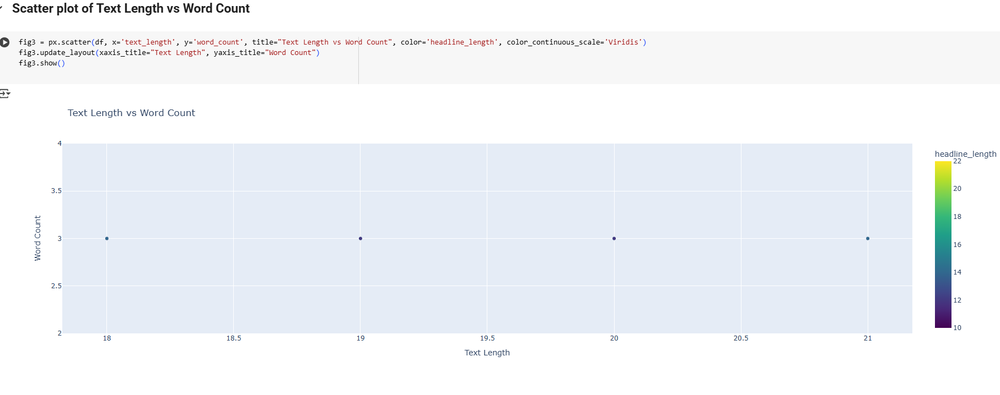 Scatter plot of Text Length vs Word Count
fig3 = px.scatter(df, x='text_length', y='word_count', title="Text Length vs Word Count", color='headline_length', color_continuous_scale='Viridis')
fig3.update_layout(xaxis_title="Text Length", yaxis_title="Word Count")
fig3.show()
Text Length vs Word Count
4
3.5
3
2.5
2
Word Count
18
18.5
19
19.5
20
20.5
21
Text Length
headline_length
22
20
18
16
14
12
10